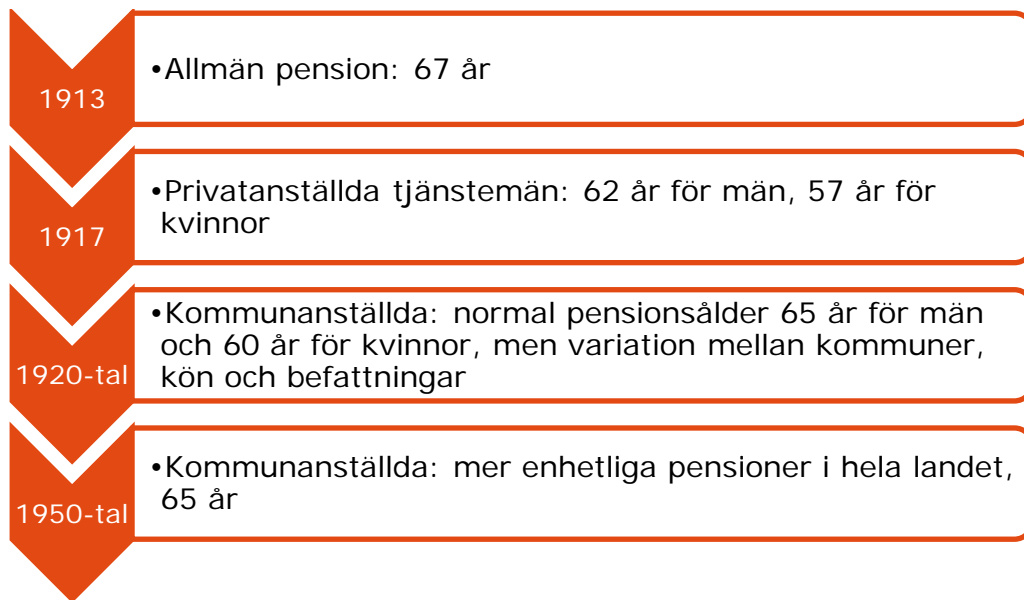 1913
•Allmän pension: 67 år
1917
•Privatanställda tjänstemän: 62 år för män, 57 år för
kvinnor
1920-tal
•Kommunanställda: normal pensionsålder 65 år för män
och 60 år för kvinnor, men variation mellan kommuner,
kön och befattningar
1950-tal
•Kommunanställda: mer enhetliga pensioner i hela landet,
65 år